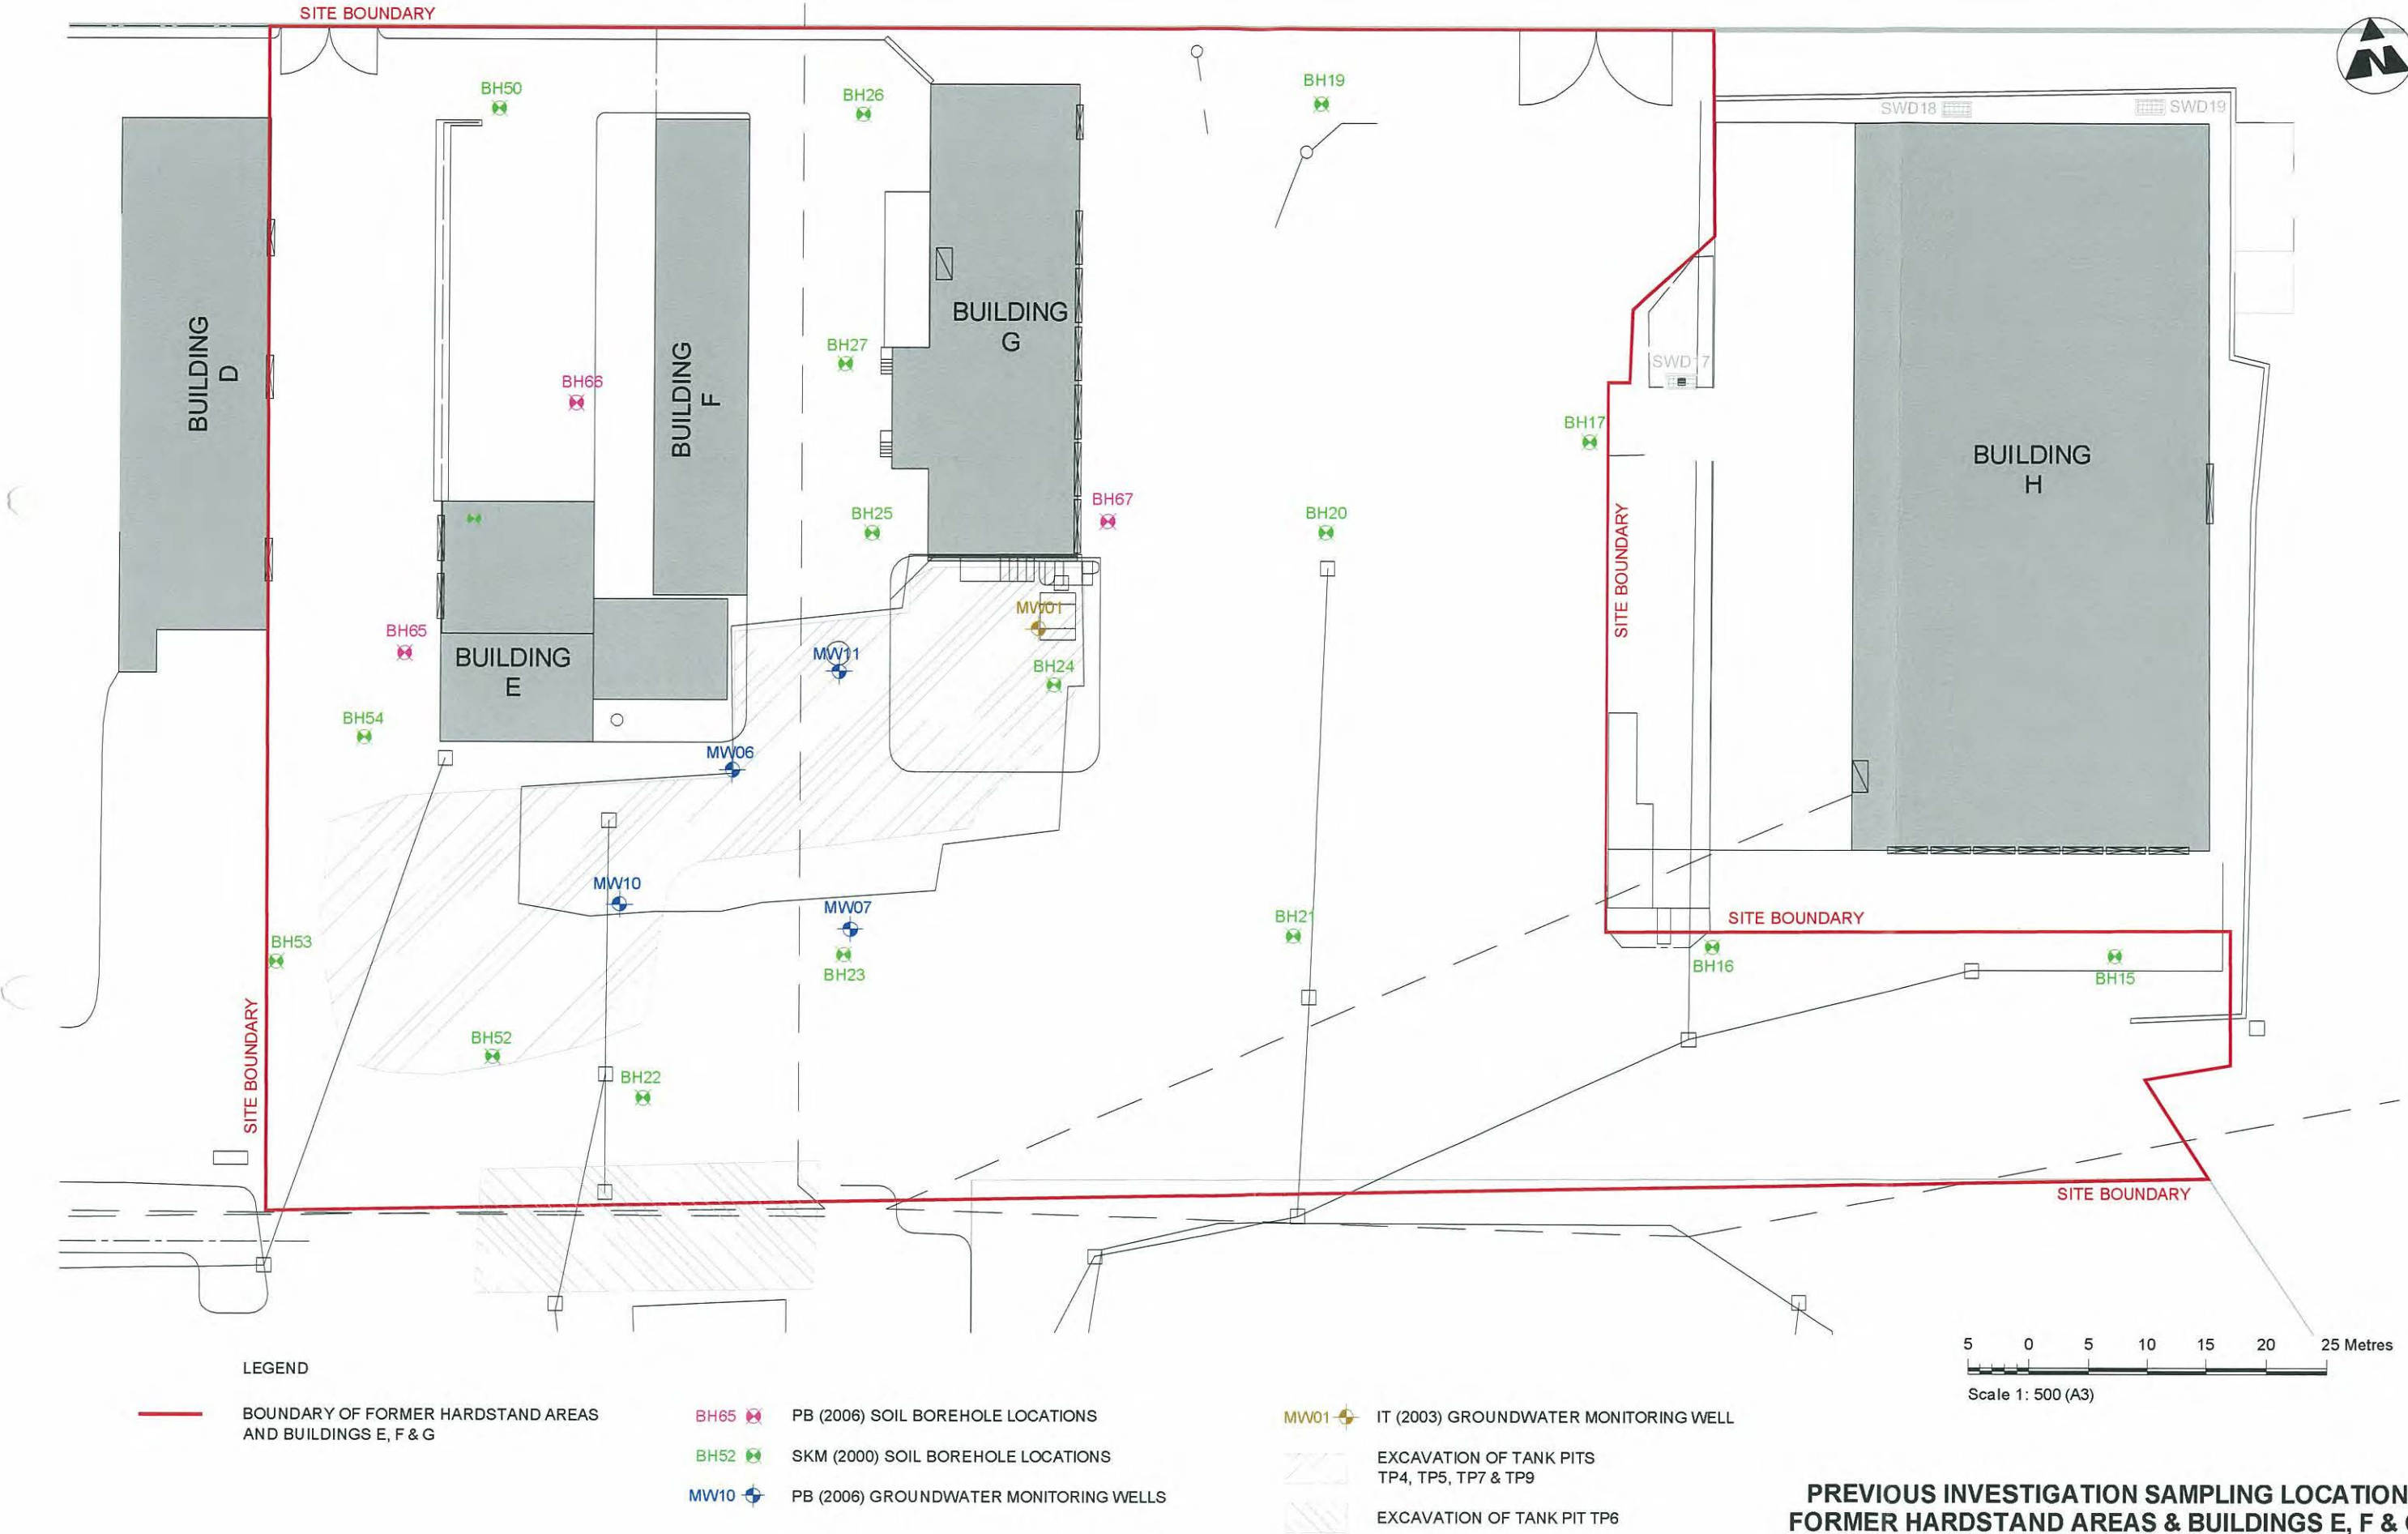 SITE BOUNDARY
N
BH50
BH26
BH19
SWD18
SWD19
BUILDING
D
BUILDING
F
BUILDING
G
BH27
BH66
SWD17
BH17
BUILDING
H
BH25
BH67
BH20
SITE BOUNDARY
MW01
BH65
BUILDING
E
MW11
BH24
BH54
MW06
MW10
MW07
BH23
BH21
SITE BOUNDARY
BH16
BH15
BH53
SITE BOUNDARY
BH52
BH22
SITE BOUNDARY
5 0 5 10 15 20 25 Metres
Scale 1: 500 (A3)
LEGEND
BOUNDARY OF FORMER HARDSTAND AREAS
AND BUILDINGS E, F & G
BH65 PB (2006) SOIL BOREHOLE LOCATIONS
BH52 SKM (2000) SOIL BOREHOLE LOCATIONS
MW10 PB (2006) GROUNDWATER MONITORING WELLS
MW01 IT (2003) GROUNDWATER MONITORING WELL
EXCAVATION OF TANK PITS
TP4, TP5, TP7 & TP9
EXCAVATION OF TANK PIT TP6
PREVIOUS INVESTIGATION SAMPLING LOCATION
FORMER HARDSTAND AREAS & BUILDINGS E, F &